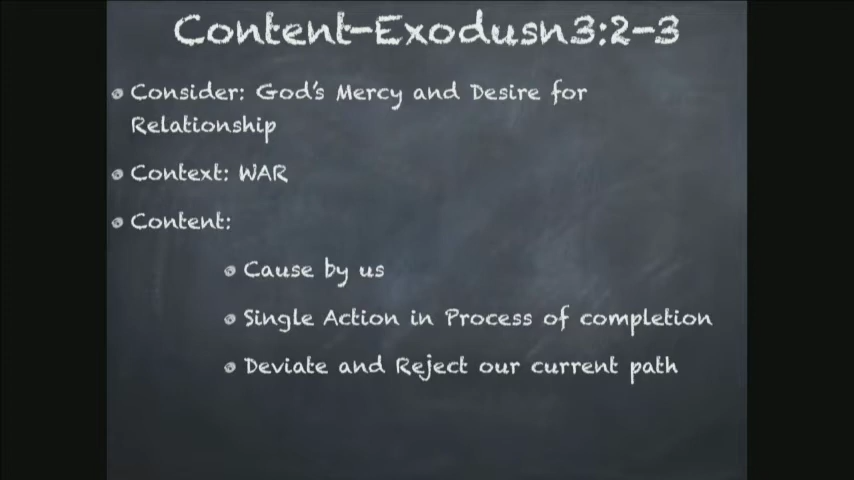 Content-Exodusn3:2-3
Consider: God's Mercy and Desire for
Relationship
Context: WAR
Content:
Cause by us
Single Action in Process of completion
Deviate and Reject our current path